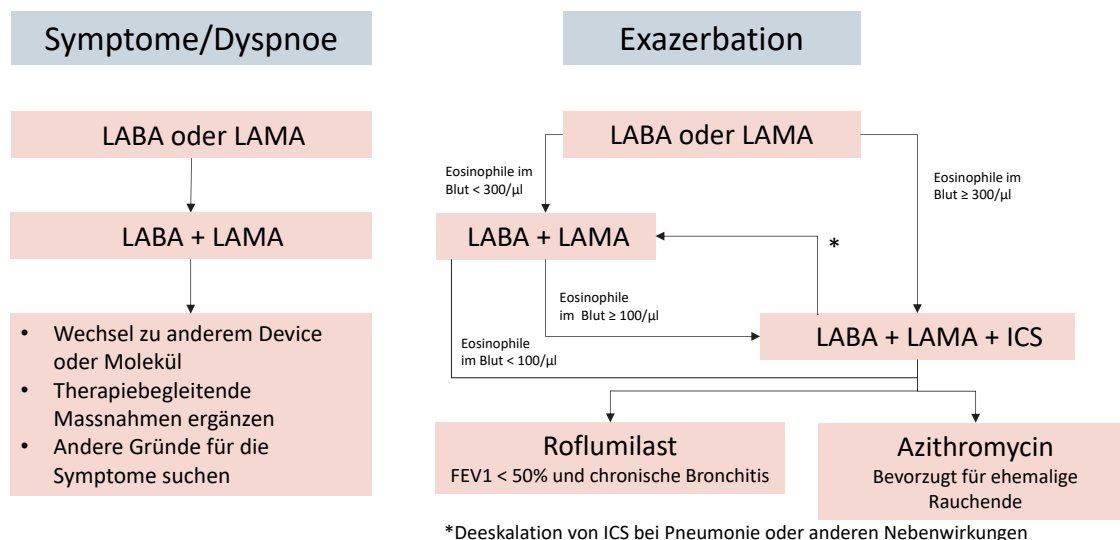 Symptome/Dyspnoe
LABA oder LAMA
LABA + LAMA
• Wechsel zu anderem Device
oder Molekül
• Therapiebegleitende
Massnahmen ergänzen
• Andere Gründe für die
Symptome suchen
Exazerbation
LABA oder LAMA
Eosinophile im
Blut < 300/µl
Eosinophile im
Blut ≥ 300/µl
LABA + LAMA
*
Eosinophile
im Blut ≥ 100/µl
Eosinophile
im Blut < 100/µl
LABA + LAMA + ICS
Roflumilast
FEV1 < 50% und chronische Bronchitis
Azithromycin
Bevorzugt für ehemalige
Rauchende
*Deeskalation von ICS bei Pneumonie oder anderen Nebenwirkungen